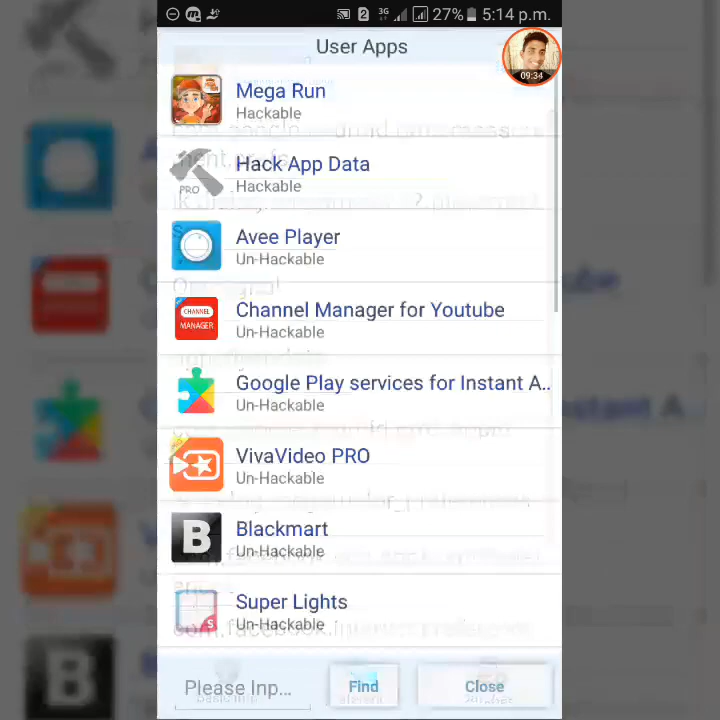 3G 27% 5:14 p.m.
2
User Apps
09:34
Mega Run
Hackable
PRO
Hack App Data
Hackable
Avee Player
Un-Hackable
CHANNEL
MANAGER
Channel Manager for Youtube
Un-Hackable
Google Play services for Instant A..
Un-Hackable
VivaVideo PRO
Un-Hackable
B
Blackmart
Un-Hackable
S
Super Lights
Un-Hackable
Please Inp...
Find
Close